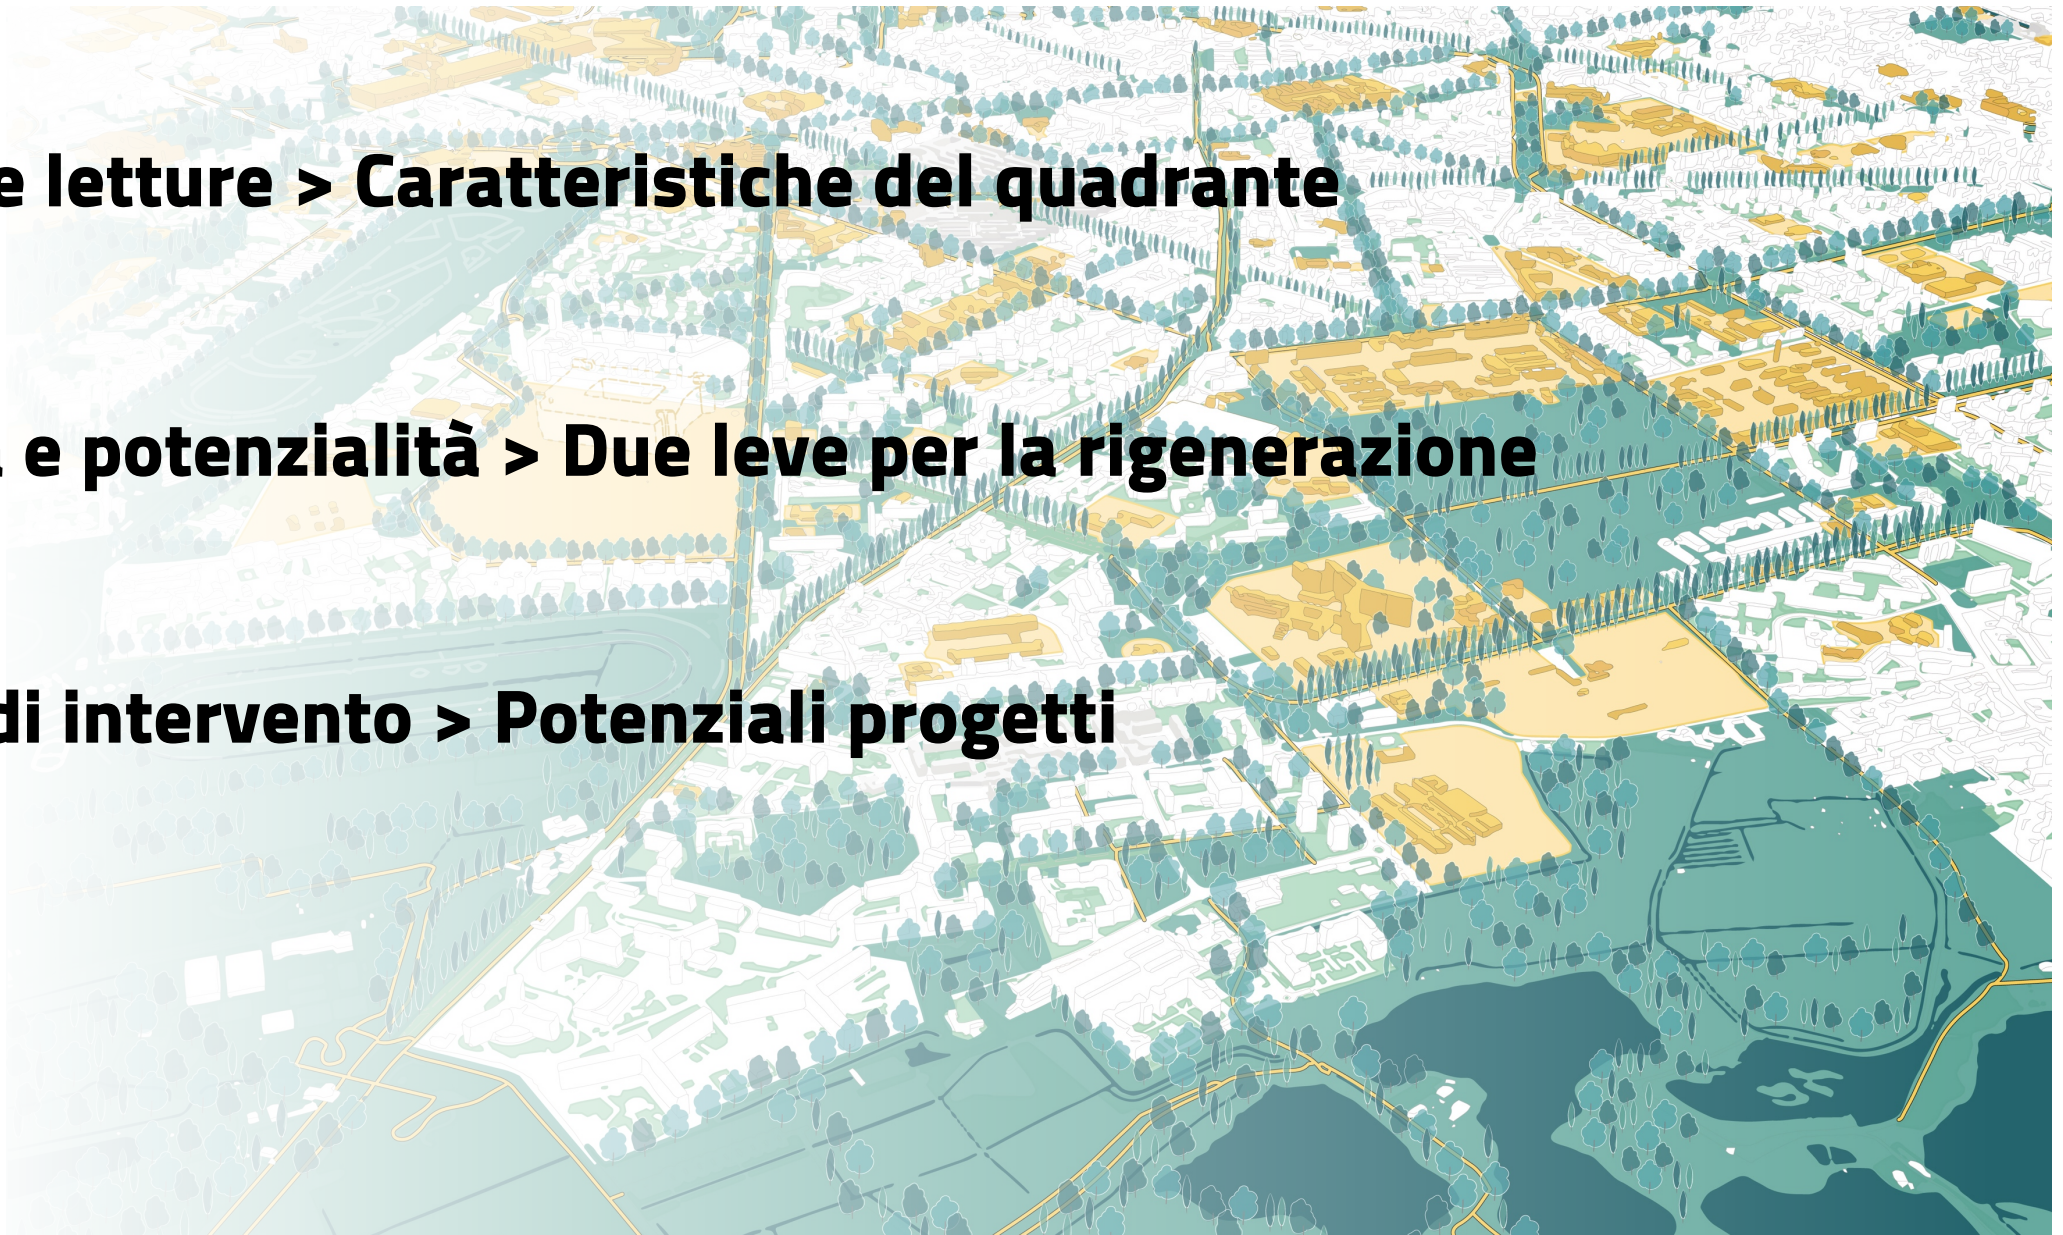 e letture > Caratteristiche del quadrante
e potenzialità > Due leve per la rigenerazione
di intervento > Potenziali progetti